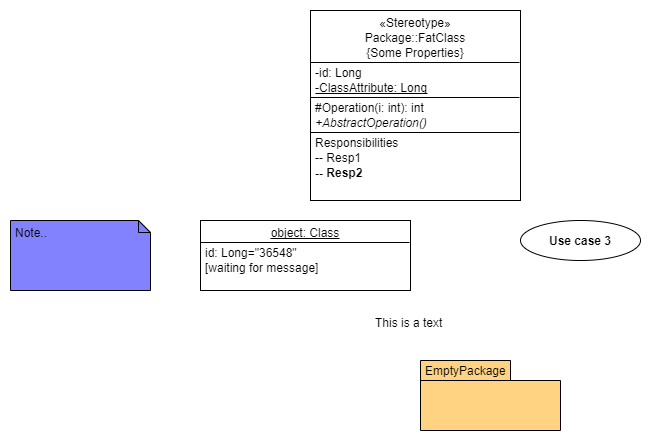 «Stereotype»
Package::FatClass
{Some Properties}
-id: Long
-ClassAttribute: Long
#Operation(i: int): int
+AbstractOperation()
Responsibilities
-- Resp1
-- Resp2
Note..
object: Class
id: Long="36548"
[waiting for message]
Use case 3
This is a text
EmptyPackage